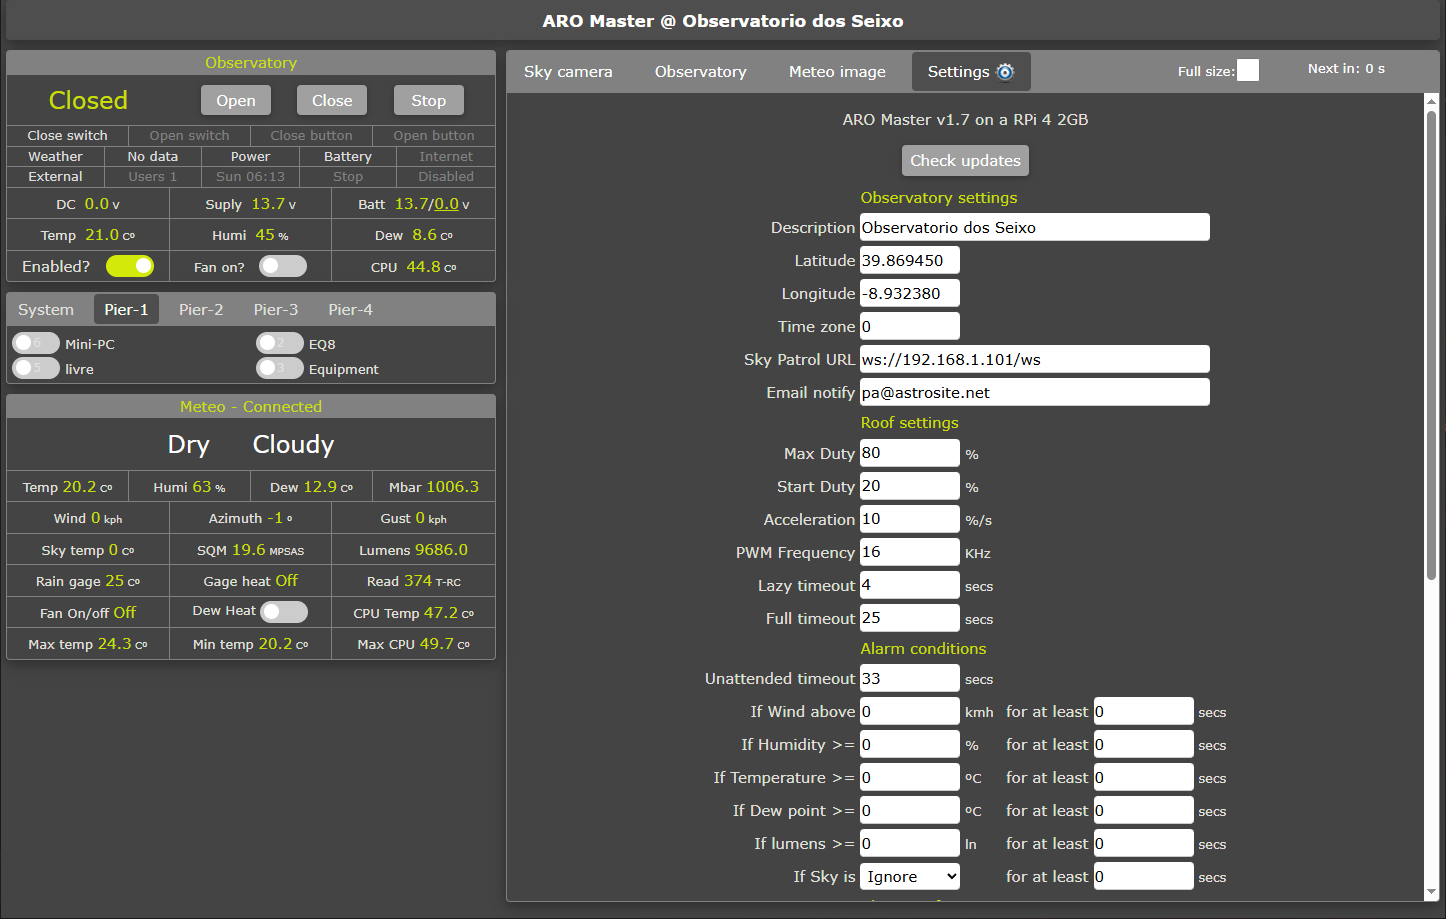 ARO Master @ Observatorio dos Seixo
Observatory
Closed Open Close Stop
Close switch Open switch Close button Open button
Weather No data Power Battery Internet
External Users 1 Sun 06:13 Stop Disabled
DC 0.0 v Suply 13.7 v Batt 13.7/0.0 v
Temp 21.0 Cº Humi 45 % Dew 8.6 Cº
Enabled? Fan on? CPU 44.8 Cº
System Pier-1 Pier-2 Pier-3 Pier-4
6 Mini-PC 2 EQ8
5 livre 3 Equipment
Meteo - Connected
Dry Cloudy
Temp 20.2 Cº Humi 63 % Dew 12.9 Cº Mbar 1006.3
Wind 0 kph Azimuth -1 º Gust 0 kph
Sky temp 0 Cº SQM 19.6 MPSAS Lumens 9686.0
Rain gage 25 Cº Gage heat Off Read 374 T-RC
Fan On/off Off Dew Heat CPU Temp 47.2 Cº
Max temp 24.3 Cº Min temp 20.2 Cº Max CPU 49.7 Cº
Sky camera Observatory Meteo image Settings Full size: Next in: 0 s
ARO Master v1.7 on a RPi 4 2GB
Check updates
Observatory settings
Description Observatorio dos Seixo
Latitude 39.869450
Longitude -8.932380
Time zone 0
Sky Patrol URL ws://192.168.1.101/ws
Email notify pa@astrosite.net
Roof settings
Max Duty 80 %
Start Duty 20 %
Acceleration 10 %/s
PWM Frequency 16 KHz
Lazy timeout 4 secs
Full timeout 25 secs
Alarm conditions
Unattended timeout 33 secs
If Wind above 0 kmh for at least 0 secs
If Humidity >= 0 % for at least 0 secs
If Temperature >= 0 ºC for at least 0 secs
If Dew point >= 0 ºC for at least 0 secs
If lumens >= 0 ln for at least 0 secs
If Sky is Ignore for at least 0 secs